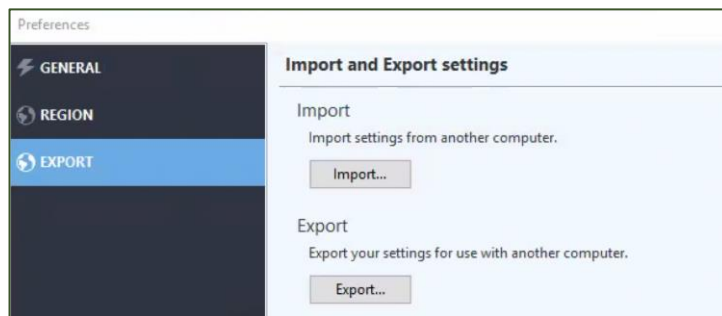 Preferences
GENERAL
REGION
EXPORT
Import and Export settings
Import
Import settings from another computer.
Import...
Export
Export your settings for use with another computer.
Export...